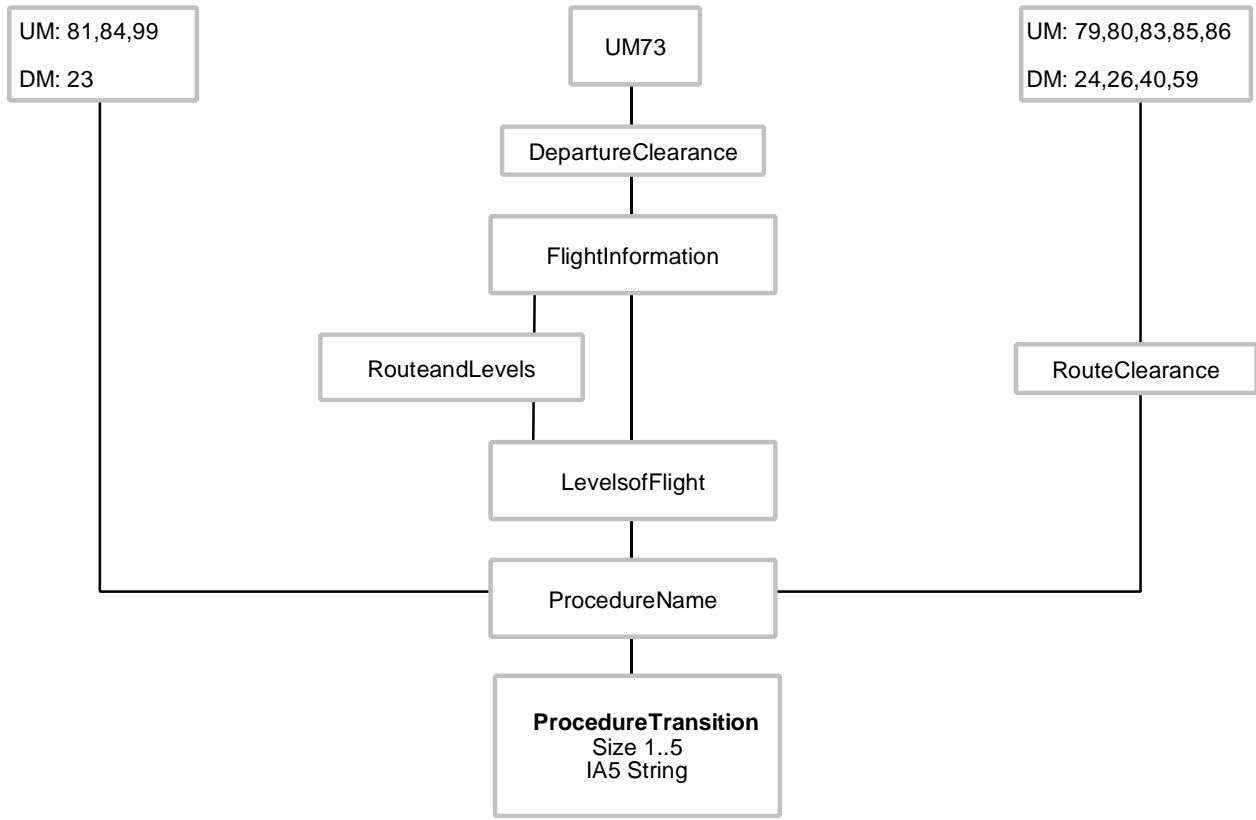 UM: 81,84,99
DM: 23
UM73
UM: 79,80,83,85,86
DM: 24,26,40,59
DepartureClearance
FlightInformation
RouteandLevels
RouteClearance
LevelsofFlight
ProcedureName
ProcedureTransition
Size 1..5
IA5 String